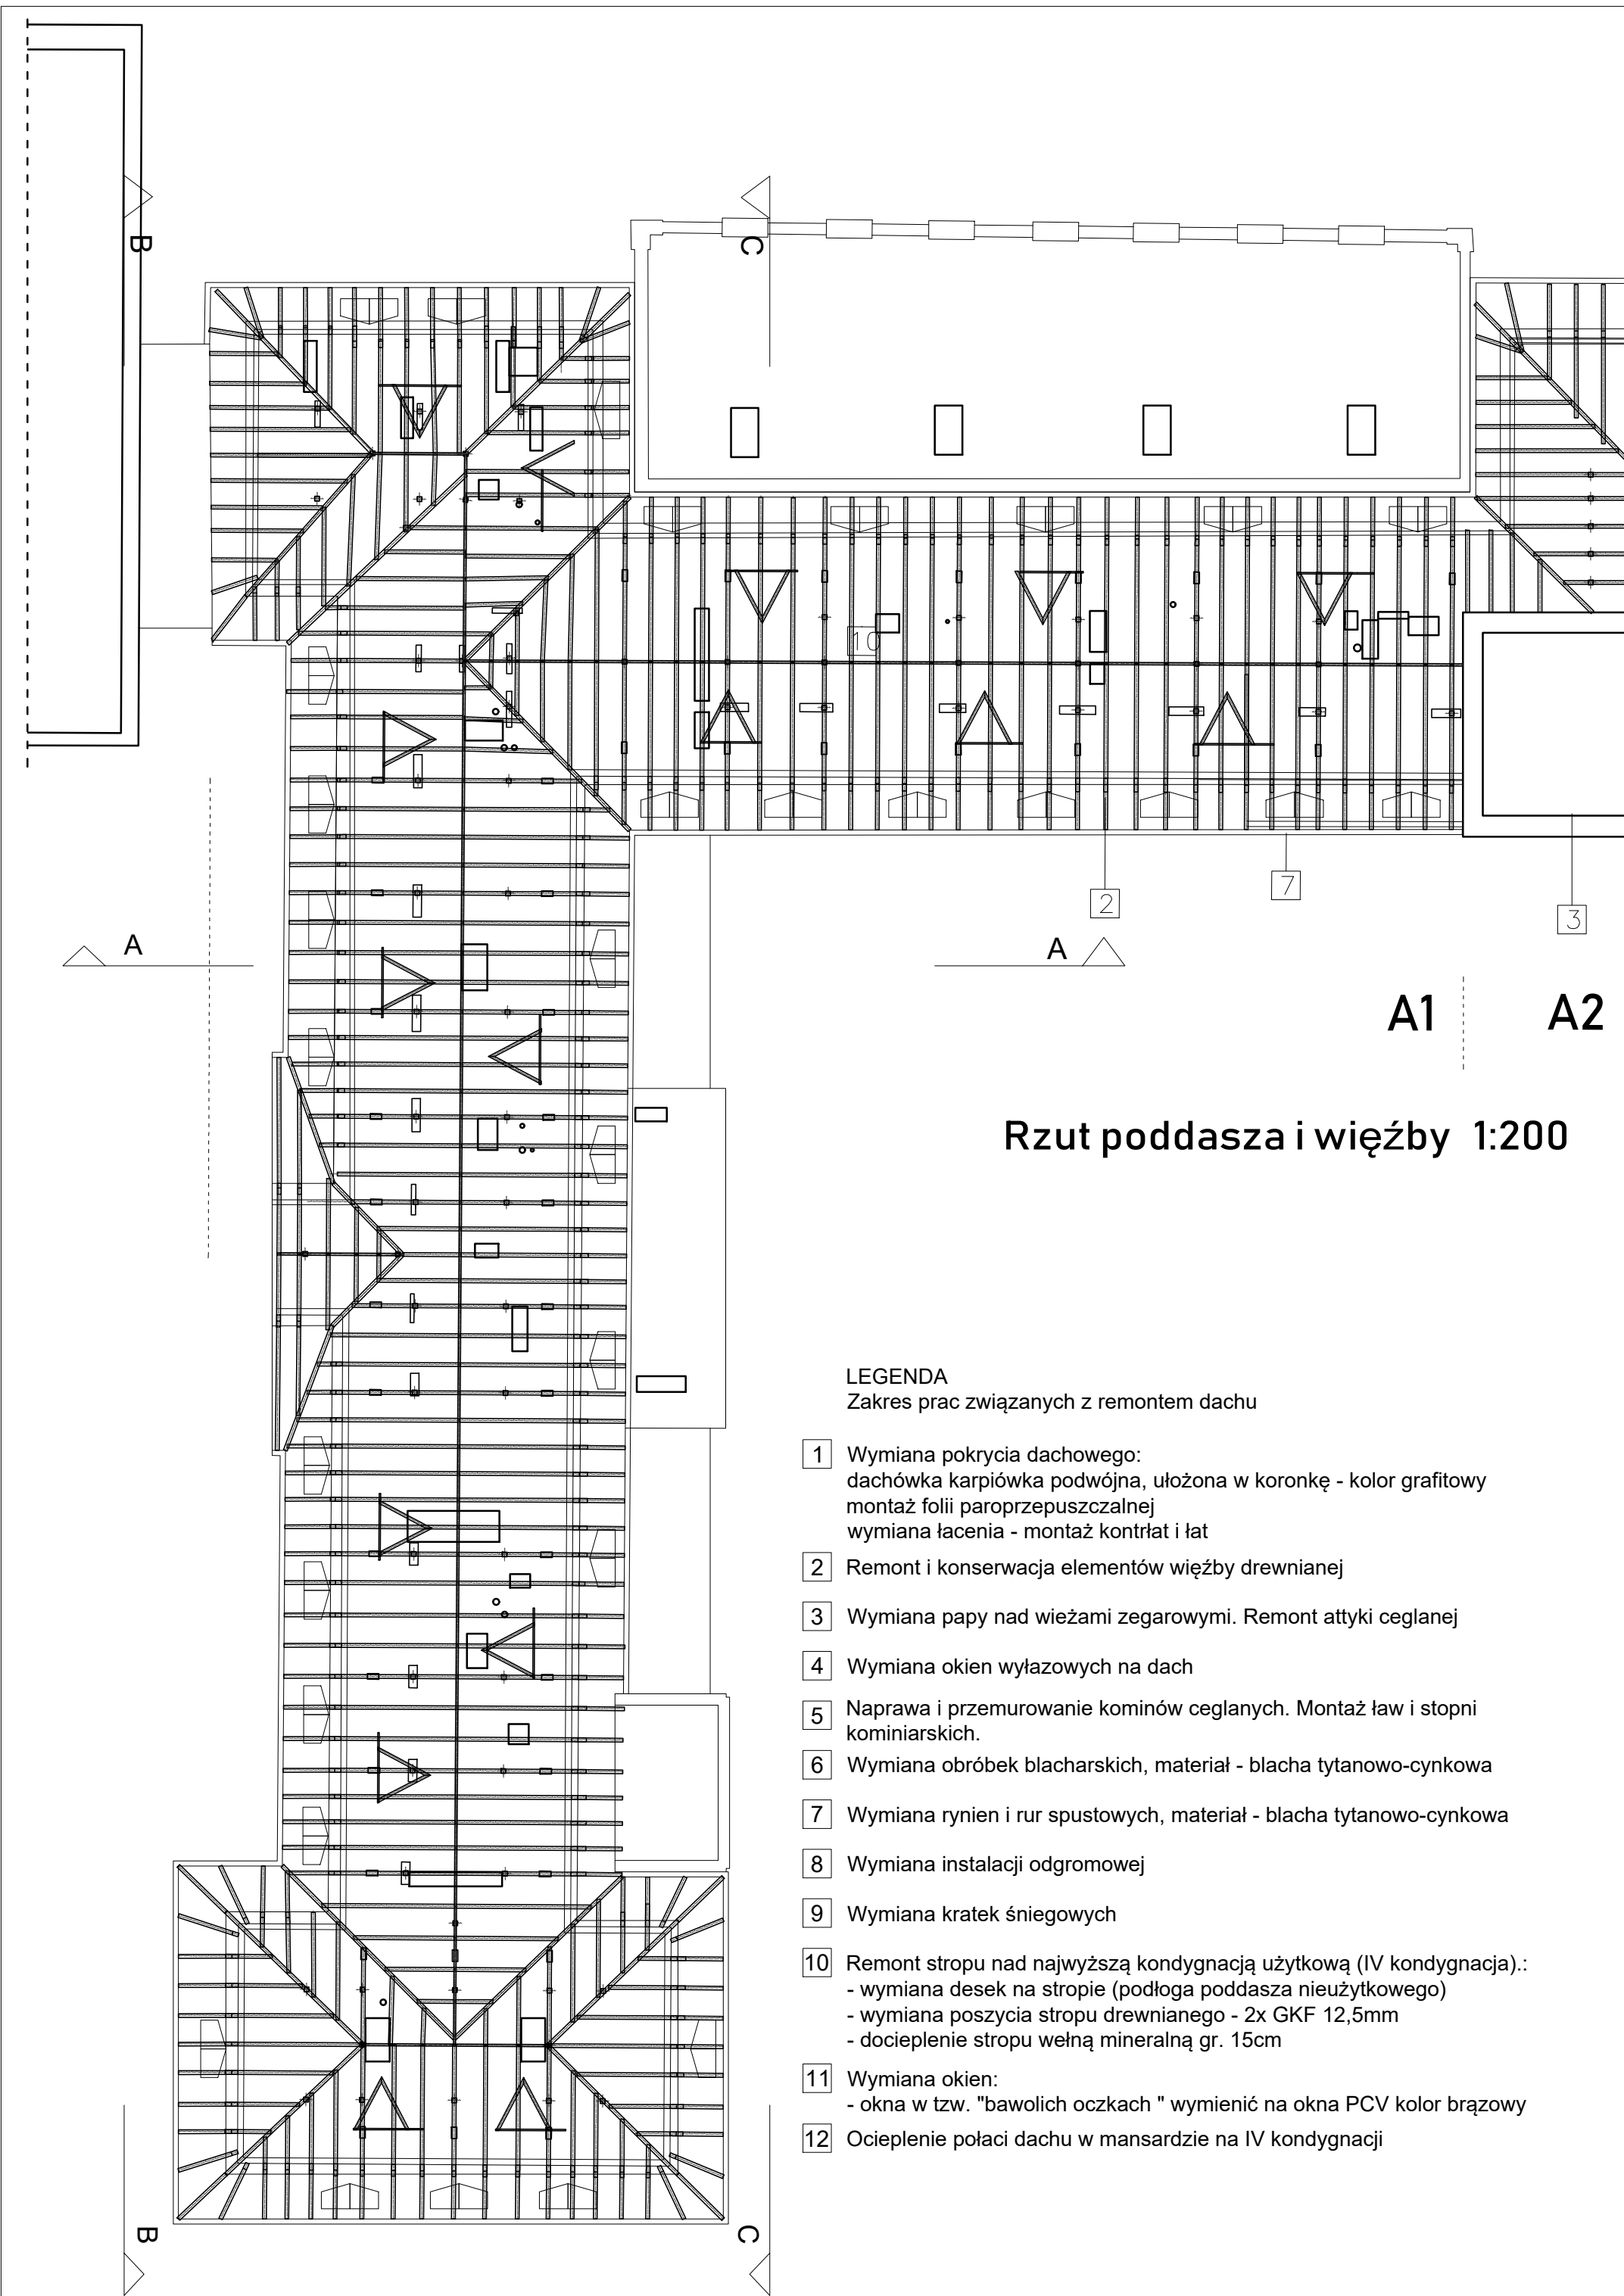 B
C
10
2
7
3
A
A
A1
A2
Rzut poddasza i więźby 1:200
LEGENDA
Zakres prac związanych z remontem dachu
1 Wymiana pokrycia dachowego:
dachówka karpiówka podwójna, ułożona w koronkę - kolor grafitowy
montaż folii paroprzepuszczalnej
wymiana łacenia - montaż kontrłat i łat
2 Remont i konserwacja elementów więźby drewnianej
3 Wymiana papy nad wieżami zegarowymi. Remont attyki ceglanej
4 Wymiana okien wyłazowych na dach
5 Naprawa i przemurowanie kominów ceglanych. Montaż ław i stopni
kominiarskich.
6 Wymiana obróbek blacharskich, materiał - blacha tytanowo-cynkowa
7 Wymiana rynien i rur spustowych, materiał - blacha tytanowo-cynkowa
8 Wymiana instalacji odgromowej
9 Wymiana kratek śniegowych
10 Remont stropu nad najwyższą kondygnacją użytkową (IV kondygnacja).:
- wymiana desek na stropie (podłoga poddasza nieużytkowego)
- wymiana poszycia stropu drewnianego - 2x GKF 12,5mm
- docieplenie stropu wełną mineralną gr. 15cm
11 Wymiana okien:
- okna w tzw. "bawolich oczkach " wymienić na okna PCV kolor brązowy
12 Ocieplenie połaci dachu w mansardzie na IV kondygnacji
B
C